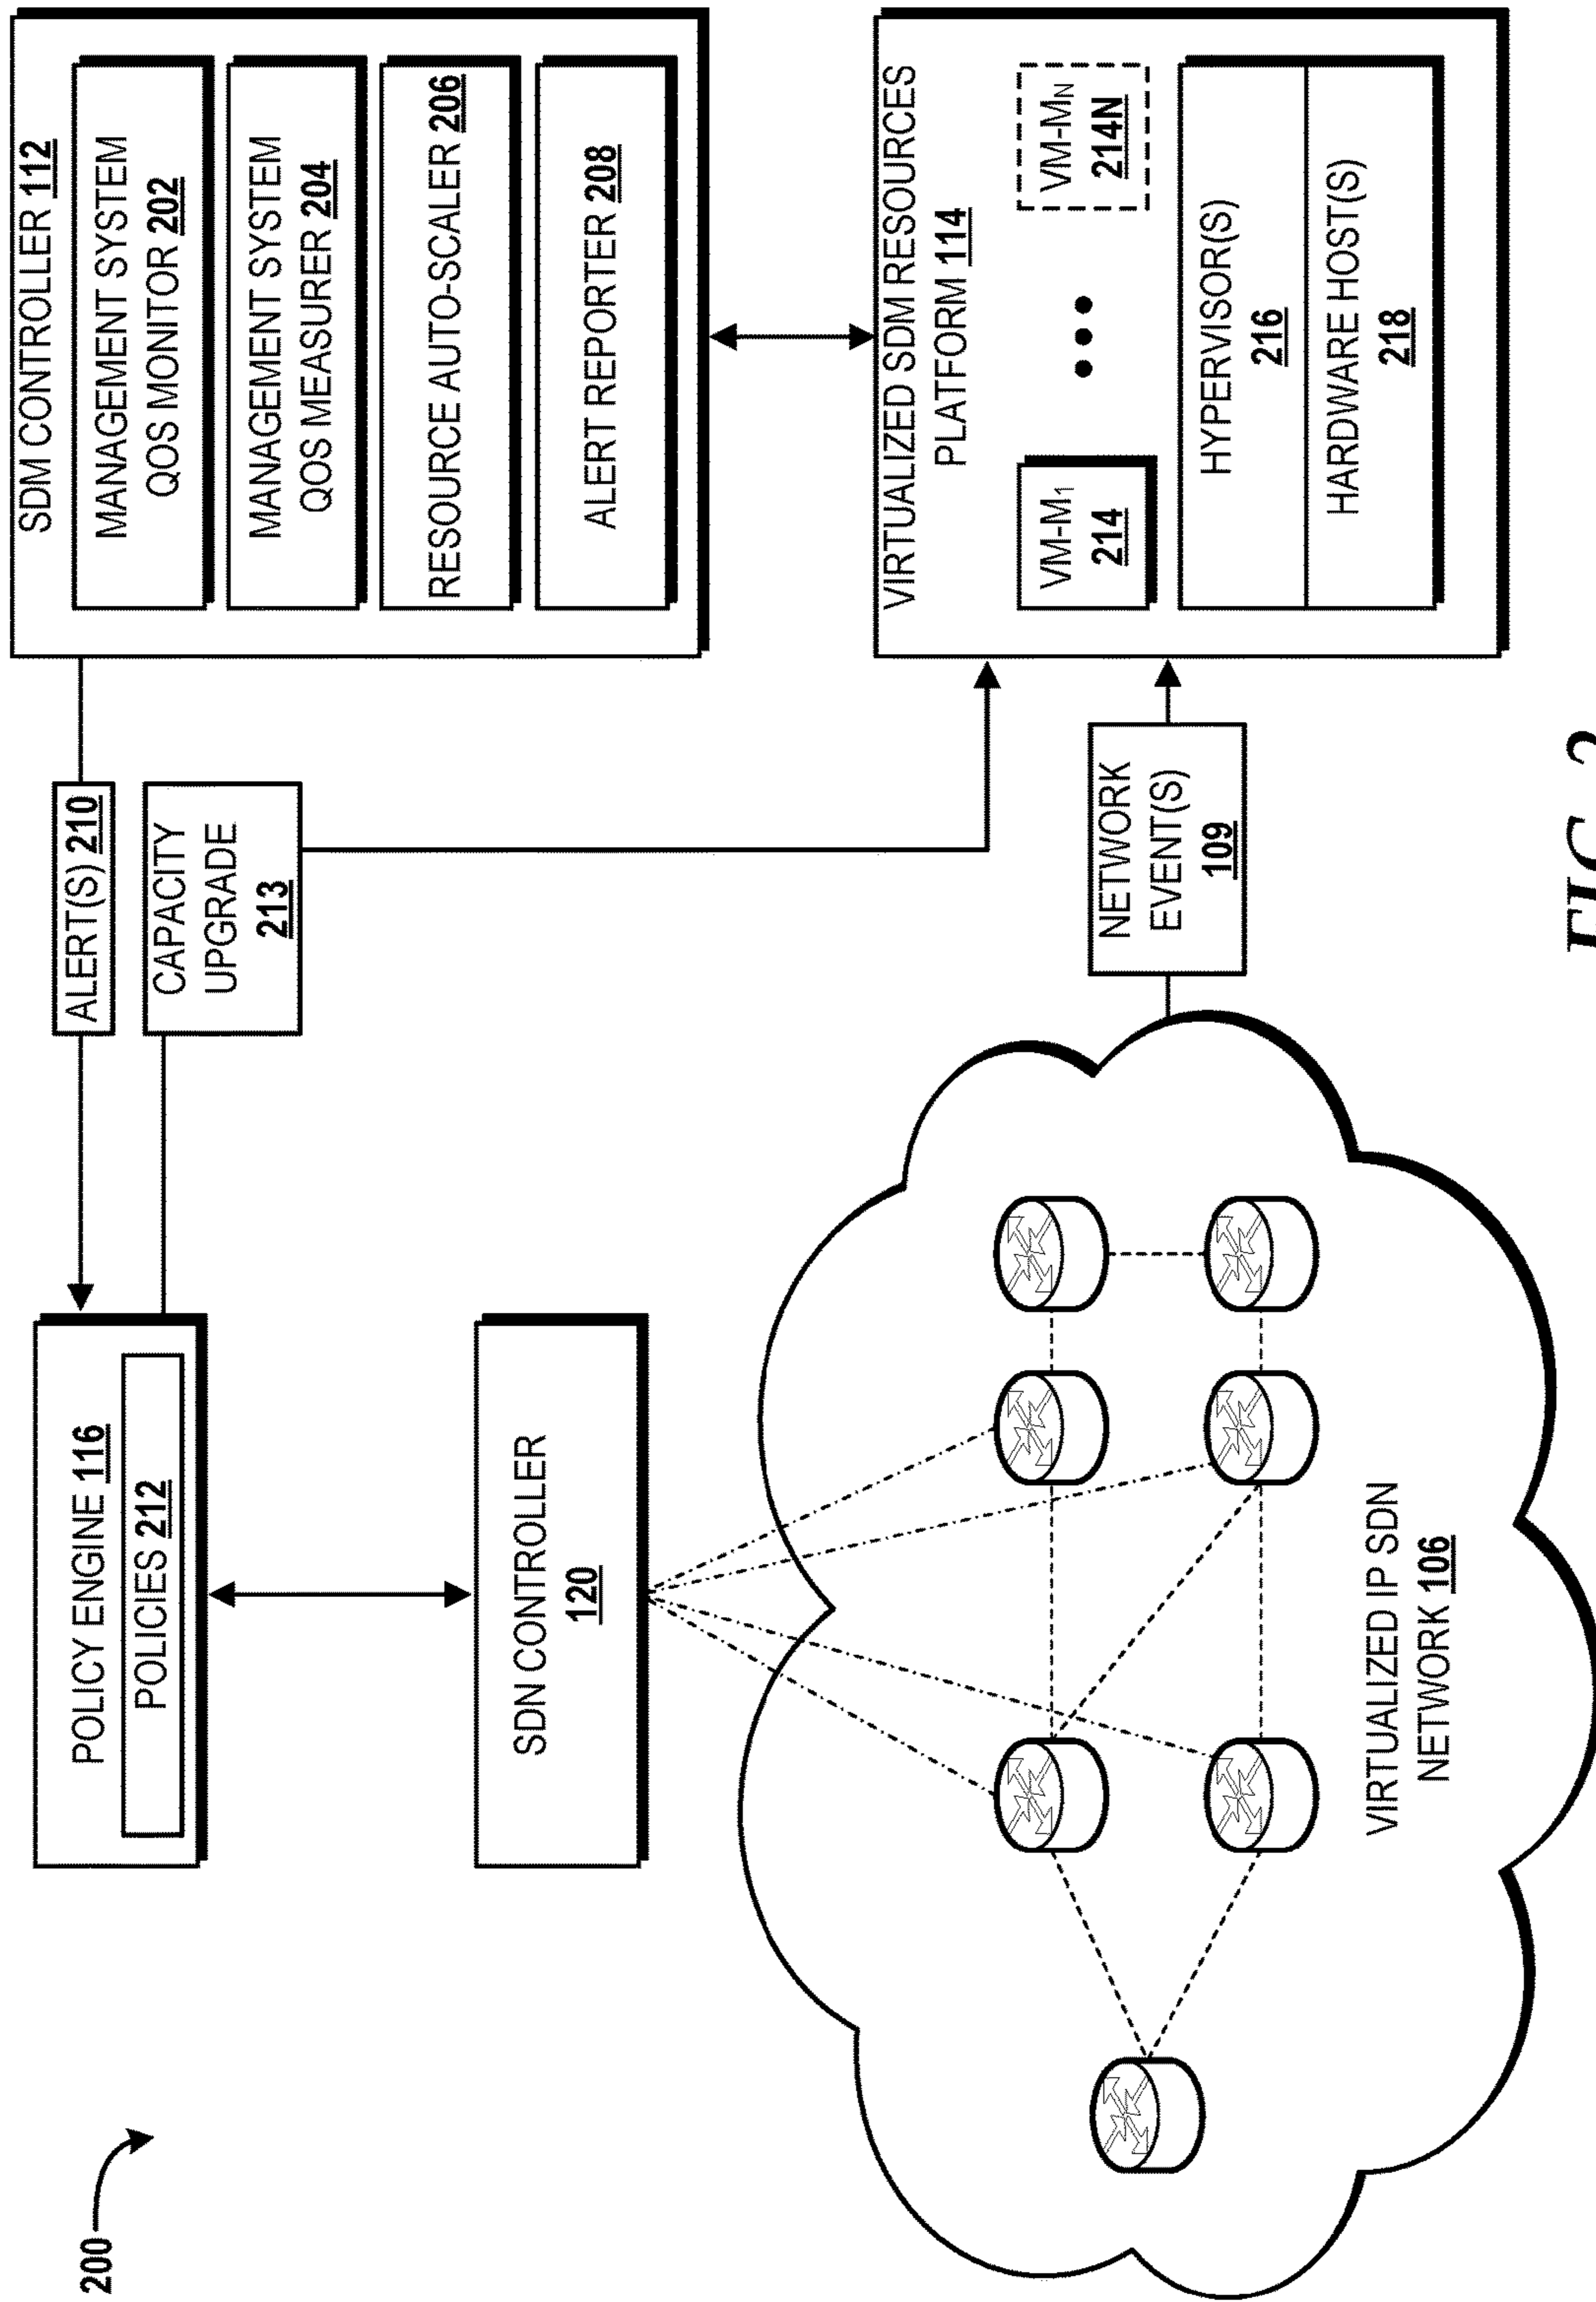 200
POLICY ENGINE 116
POLICIES 212
ALERT(S) 210
CAPACITY
UPGRADE
213
SDM CONTROLLER 112
MANAGEMENT SYSTEM
QOS MONITOR 202
MANAGEMENT SYSTEM
QOS MEASURER 204
RESOURCE AUTO-SCALER 206
ALERT REPORTER 208
SDN CONTROLLER
120
VIRTUALIZED SDM RESOURCES
PLATFORM 114
VM-M1
214
VM-MN
214N
HYPERVISOR(S)
216
HARDWARE HOST(S)
218
NETWORK
EVENT(S)
109
VIRTUALIZED IP SDN
NETWORK 106
FIG. 2